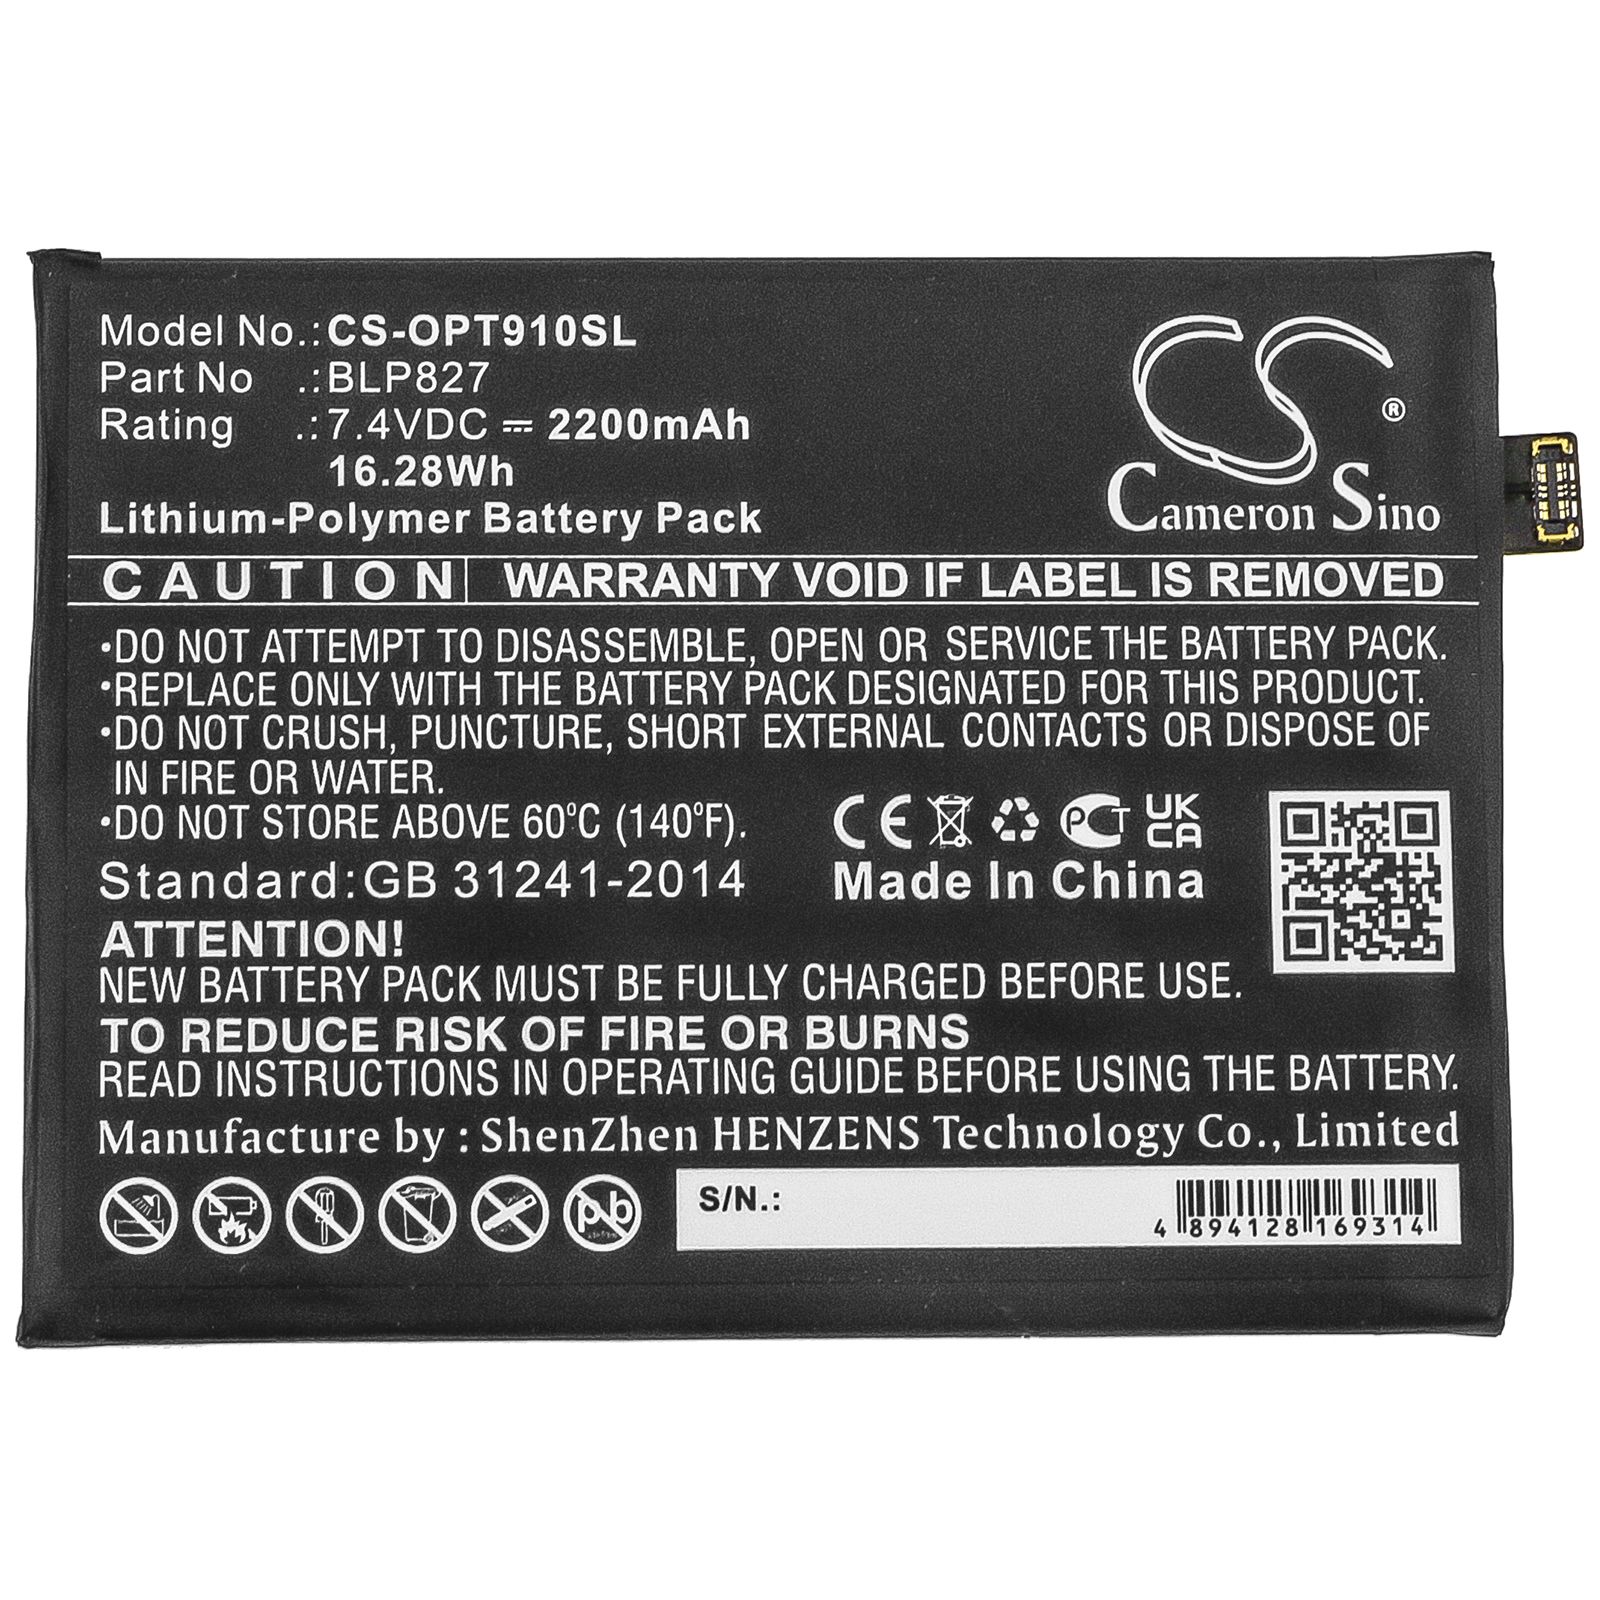 Model No.:CS-OPT910SL
Part No .:BLP827
Rating .:7.4VDC ⎓ 2200mAh
16.28Wh
Lithium-Polymer Battery Pack
CS ®
Cameron Sino
CAUTION WARRANTY VOID IF LABEL IS REMOVED
•DO NOT ATTEMPT TO DISASSEMBLE, OPEN OR SERVICE THE BATTERY PACK.
•REPLACE ONLY WITH THE BATTERY PACK DESIGNATED FOR THIS PRODUCT.
•DO NOT CRUSH, PUNCTURE, SHORT EXTERNAL CONTACTS OR DISPOSE OF
IN FIRE OR WATER.
•DO NOT STORE ABOVE 60°C (140°F).
CE PCT UK
CA
Standard:GB 31241-2014
Made In China
ATTENTION!
NEW BATTERY PACK MUST BE FULLY CHARGED BEFORE USE.
TO REDUCE RISK OF FIRE OR BURNS
READ INSTRUCTIONS IN OPERATING GUIDE BEFORE USING THE BATTERY.
Manufacture by : ShenZhen HENZENS Technology Co., Limited
pb
S/N.:
4 894128 169314